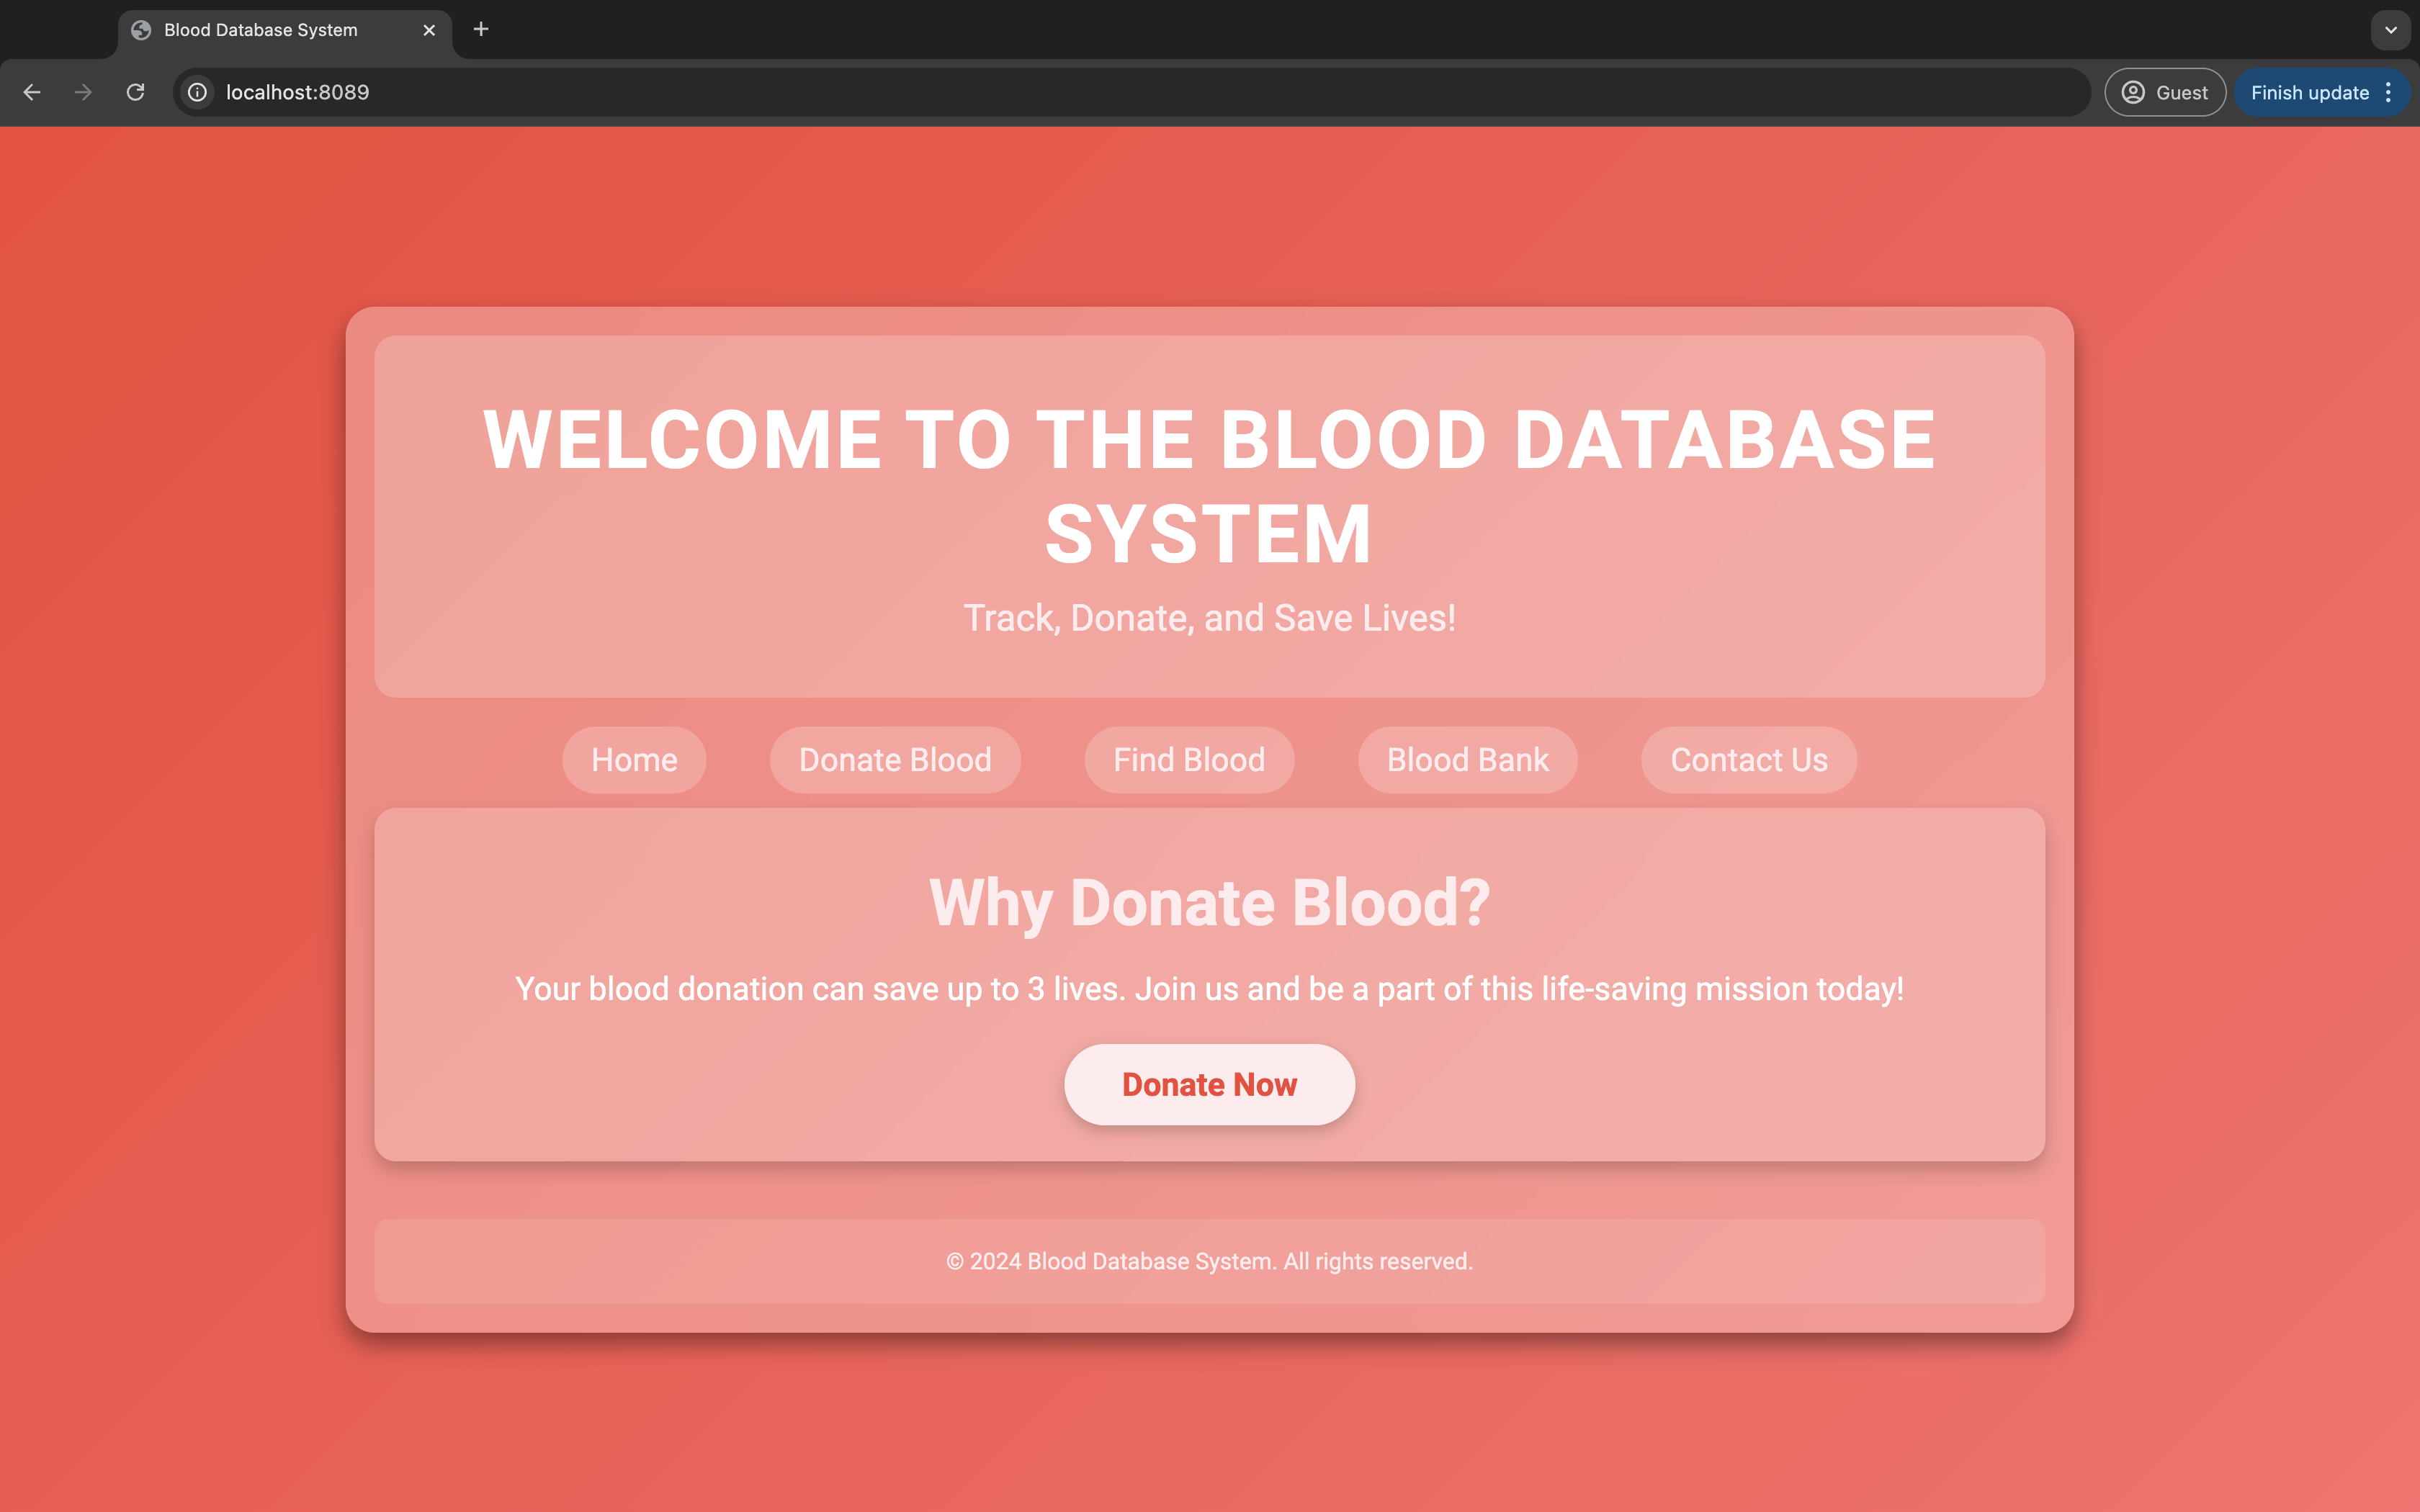 Blood Database System
localhost:8089
Guest
Finish update
WELCOME TO THE BLOOD DATABASE
SYSTEM
Track, Donate, and Save Lives!
Home
Donate Blood
Find Blood
Blood Bank
Contact Us
Why Donate Blood?
Your blood donation can save up to 3 lives. Join us and be a part of this life-saving mission today!
Donate Now
© 2024 Blood Database System. All rights reserved.